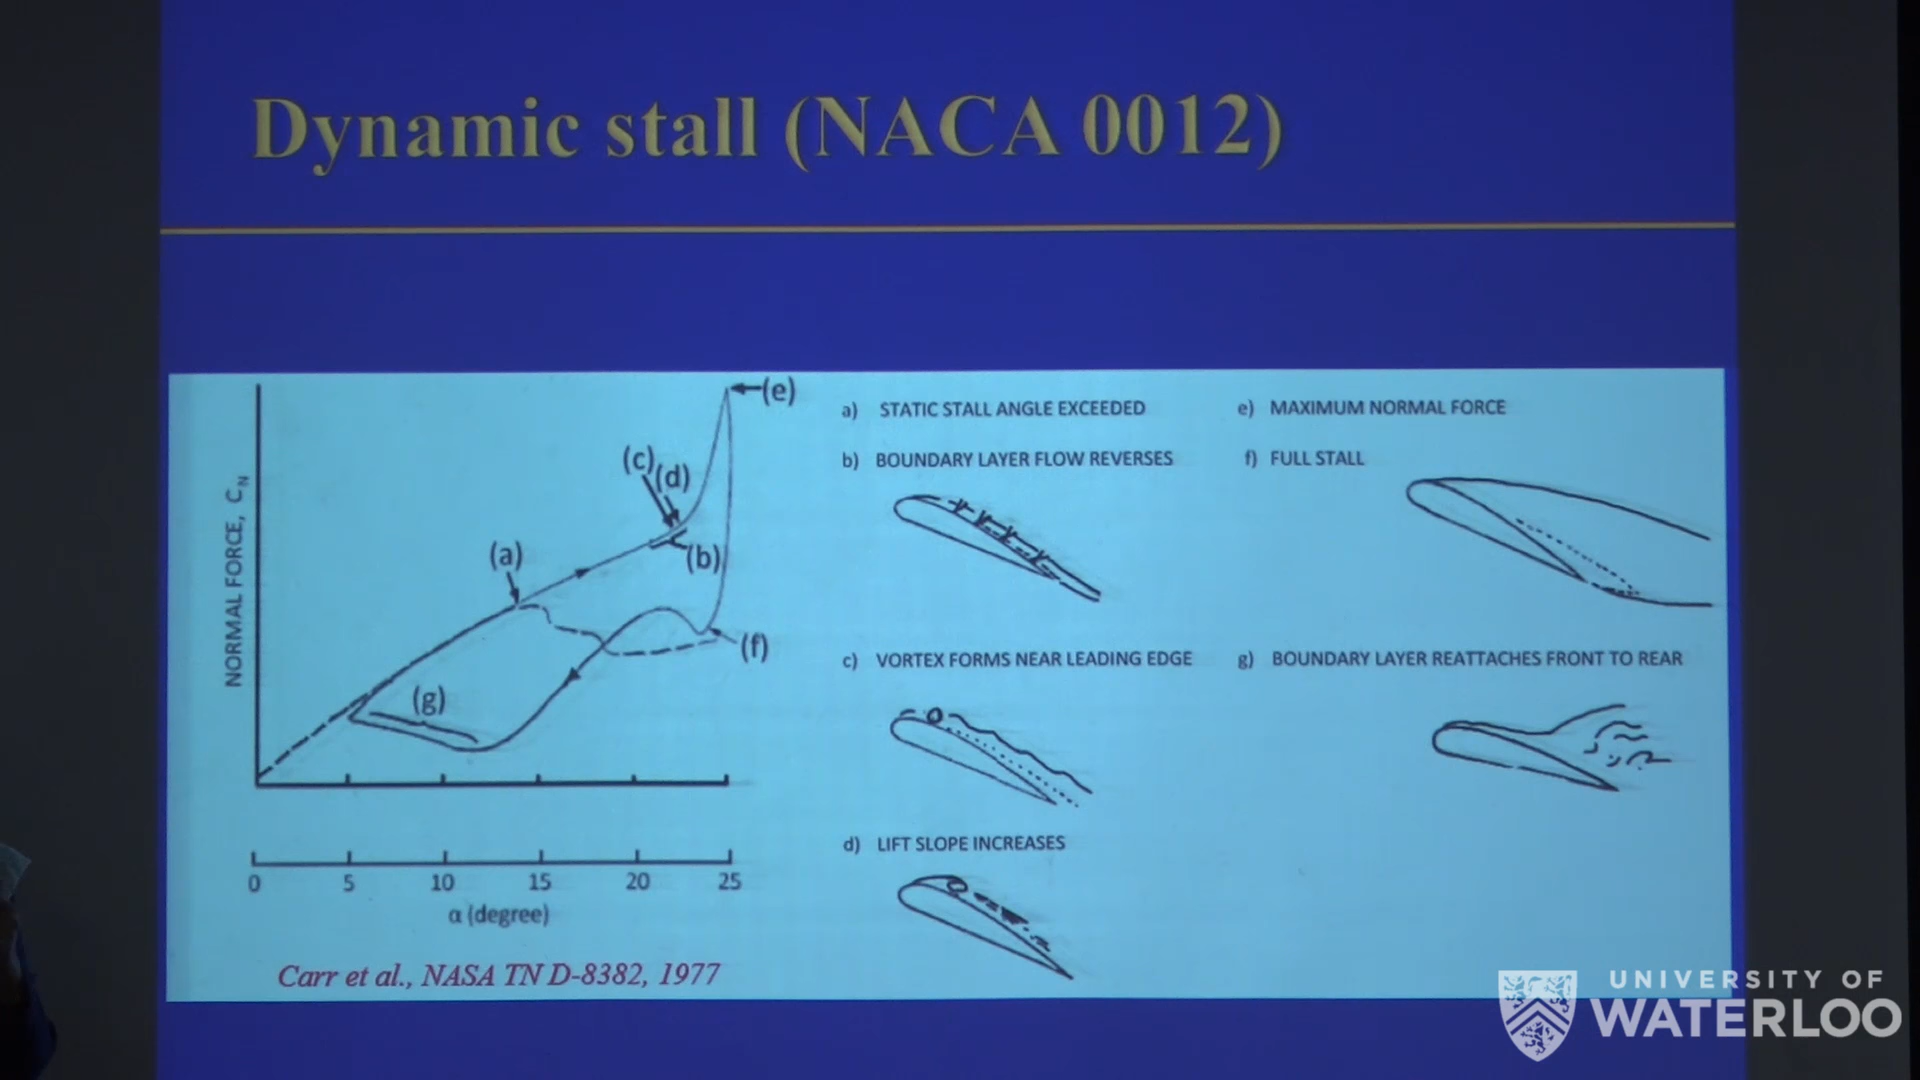 Dynamic stall (NACA 0012)
NORMAL FORCE, C_N
(a)
(b)
(c)
(d)
(e)
(f)
(g)
0 5 10 15 20 25
α (degree)
Carr et al., NASA TN D-8382, 1977
a) STATIC STALL ANGLE EXCEEDED
b) BOUNDARY LAYER FLOW REVERSES
c) VORTEX FORMS NEAR LEADING EDGE
d) LIFT SLOPE INCREASES
e) MAXIMUM NORMAL FORCE
f) FULL STALL
g) BOUNDARY LAYER REATTACHES FRONT TO REAR
UNIVERSITY OF
WATERLOO